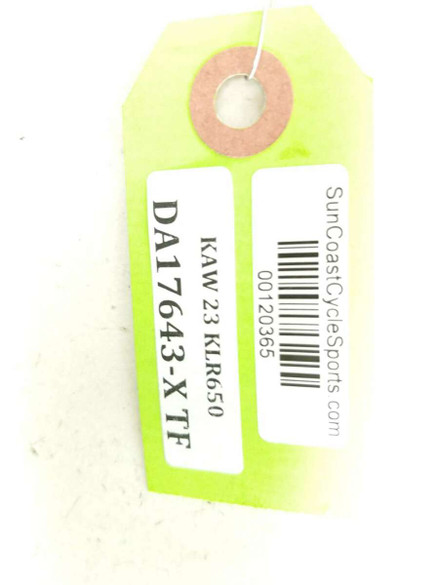 SunCoastCycleSports.com
00120365
KAW 23 KLR650
DA17643-X TF